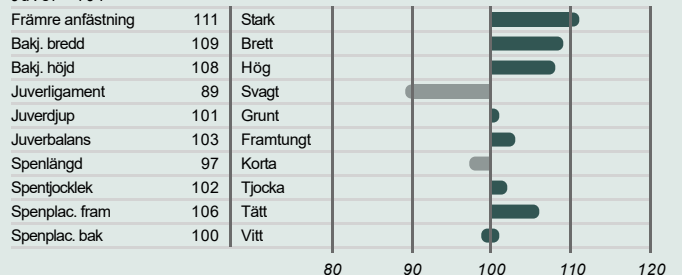 Främre anfästning 111 Stark
Bakj. bredd 109 Brett
Bakj. höjd 108 Hög
Juverligament 89 Svagt
Juverdjup 101 Grunt
Juverbalans 103 Framtungt
Spenlängd 97 Korta
Spentjocklek 102 Tjocka
Spenplac. fram 106 Tätt
Spenplac. bak 100 Vitt
80 90 100 110 120